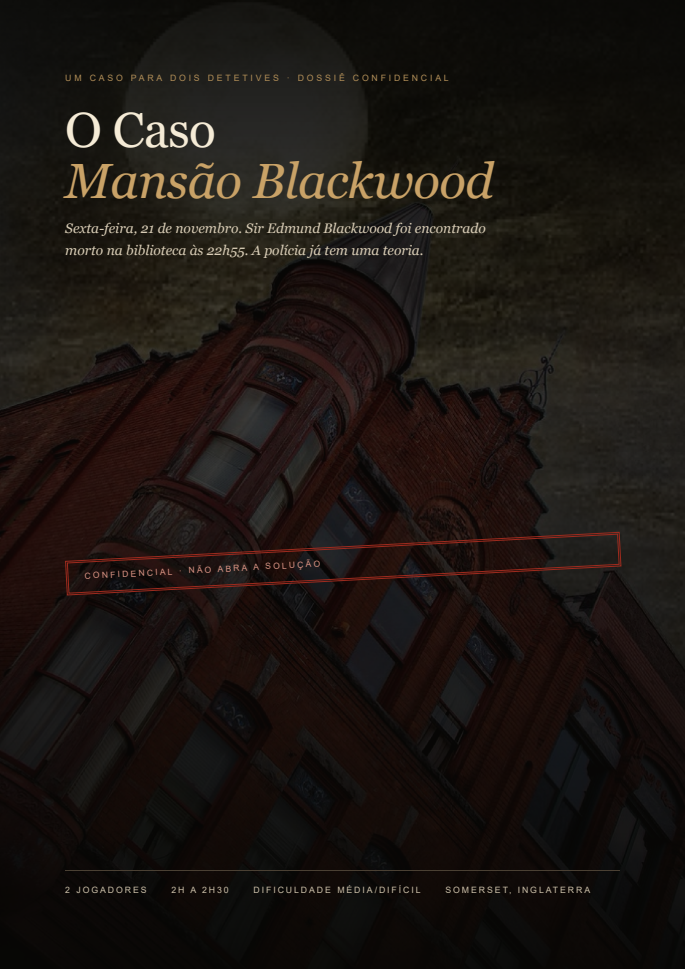 UM CASO PARA DOIS DETETIVES · DOSSIÊ CONFIDENCIAL
O Caso
Mansão Blackwood
Sexta-feira, 21 de novembro. Sir Edmund Blackwood foi encontrado
morto na biblioteca às 22h55. A polícia já tem uma teoria.
CONFIDENCIAL · NÃO ABRA A SOLUÇÃO
2 JOGADORES 2H A 2H30 DIFICULDADE MÉDIA/DIFÍCIL SOMERSET, INGLATERRA